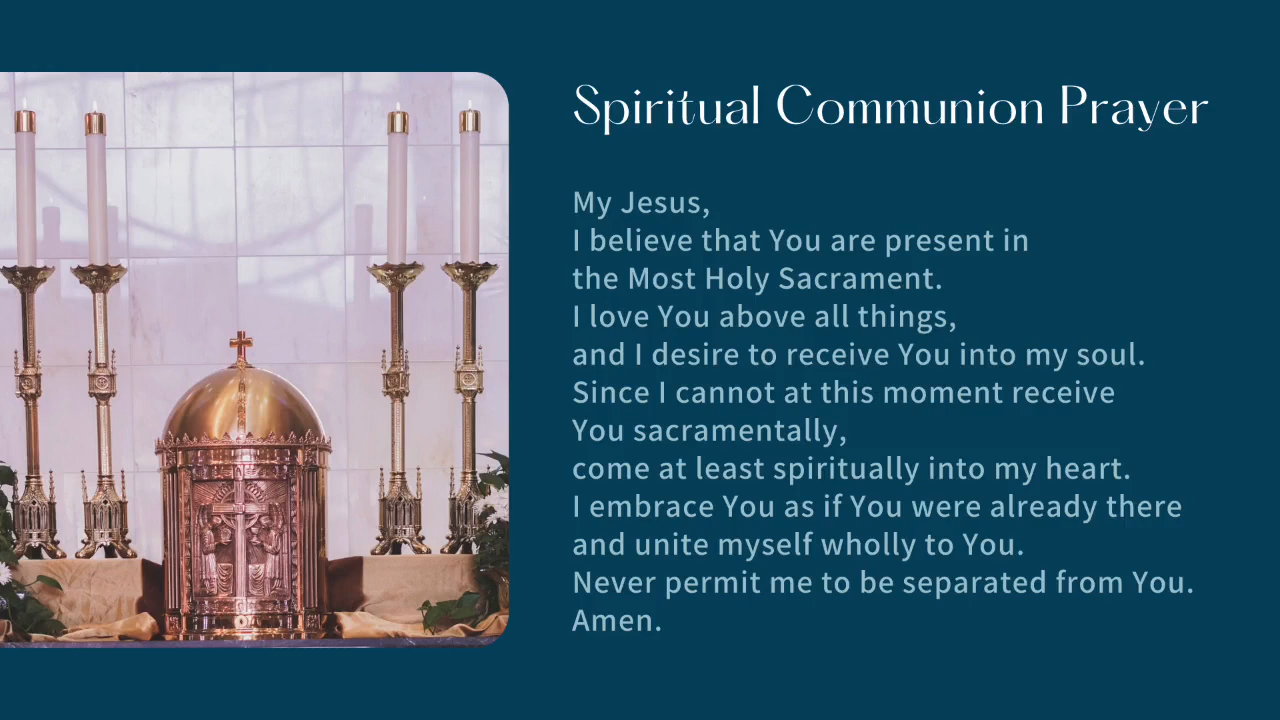 Spiritual Communion Prayer
My Jesus,
I believe that You are present in
the Most Holy Sacrament.
I love You above all things,
and I desire to receive You into my soul.
Since I cannot at this moment receive
You sacramentally,
come at least spiritually into my heart.
I embrace You as if You were already there
and unite myself wholly to You.
Never permit me to be separated from You.
Amen.